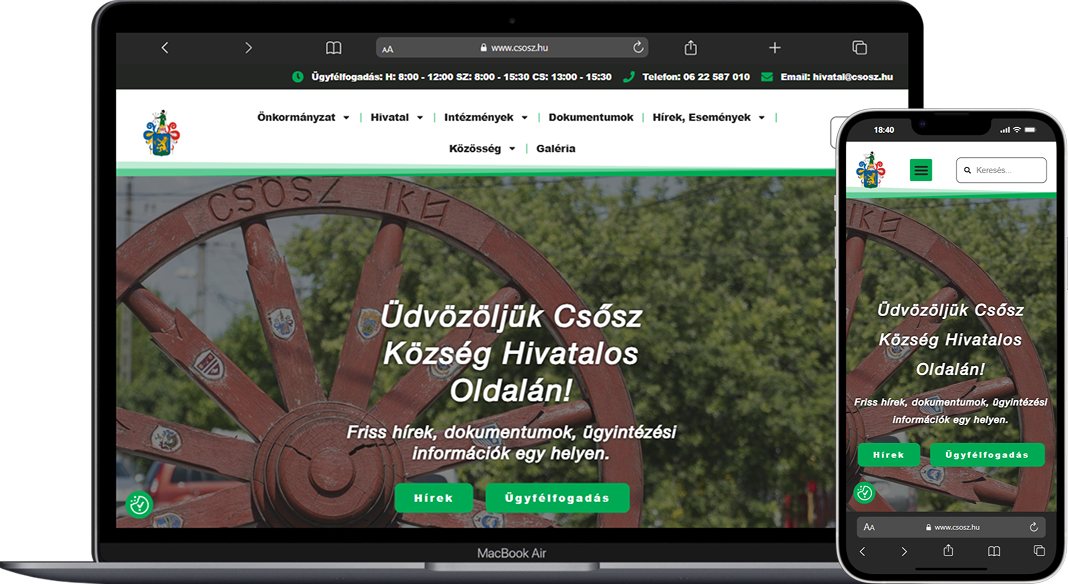 AA www.csosz.hu
Ügyfélfogadás: H: 8:00 - 12:00 SZ: 8:00 - 15:30 CS: 13:00 - 15:30 Telefon: 06 22 587 010 Email: hivatal@csosz.hu
Önkormányzat Hivatal Intézmények Dokumentumok Hírek, Események
Közösség Galéria
CSŐSZ
Üdvözöljük Csősz
Község Hivatalos
Oldalán!
Friss hírek, dokumentumok, ügyintézési
információk egy helyen.
Hírek Ügyfélfogadás
MacBook Air
18:40
Keresés...
Üdvözöljük Csősz
Község Hivatalos
Oldalán!
Friss hírek, dokumentumok, ügyintézési
információk egy helyen.
Hírek Ügyfélfogadás
AA www.csosz.hu